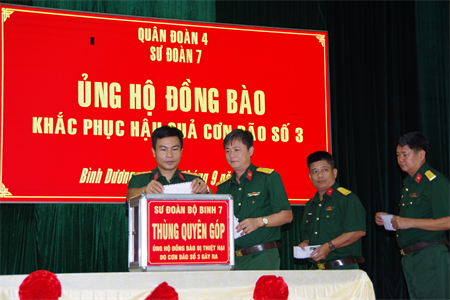 QUÂN ĐOÀN 4
SƯ ĐOÀN 7
ỦNG HỘ ĐỒNG BÀO
KHẮC PHỤC HẬU QUẢ CƠN BÃO SỐ 3
Bình Dương
9
SƯ ĐOÀN BỘ BINH 7
THÙNG QUYÊN GÓP
ỦNG HỘ ĐỒNG BÀO BỊ THIỆT HẠI
DO CƠN BÃO SỐ 3 GÂY RA